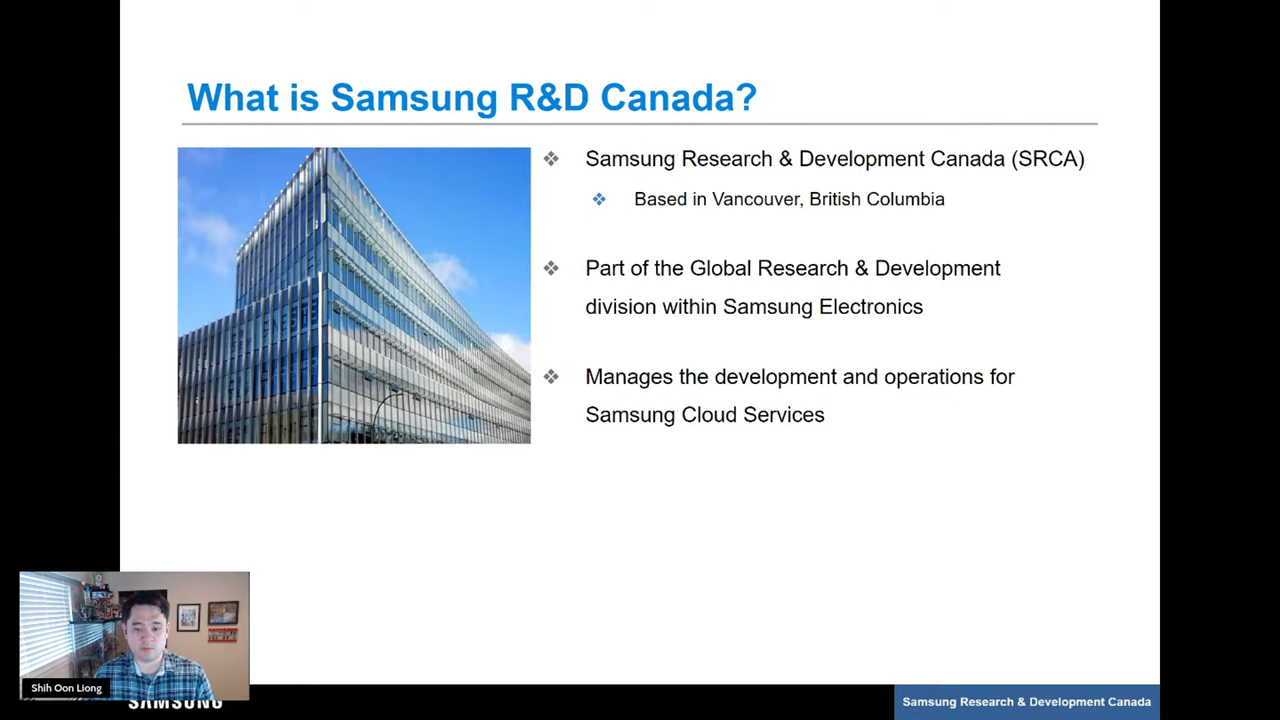 What is Samsung R&D Canada?
Samsung Research & Development Canada (SRCA)
Based in Vancouver, British Columbia
Part of the Global Research & Development
division within Samsung Electronics
Manages the development and operations for
Samsung Cloud Services
Shih Oon Liong
SAMSUNG
Samsung Research & Development Canada